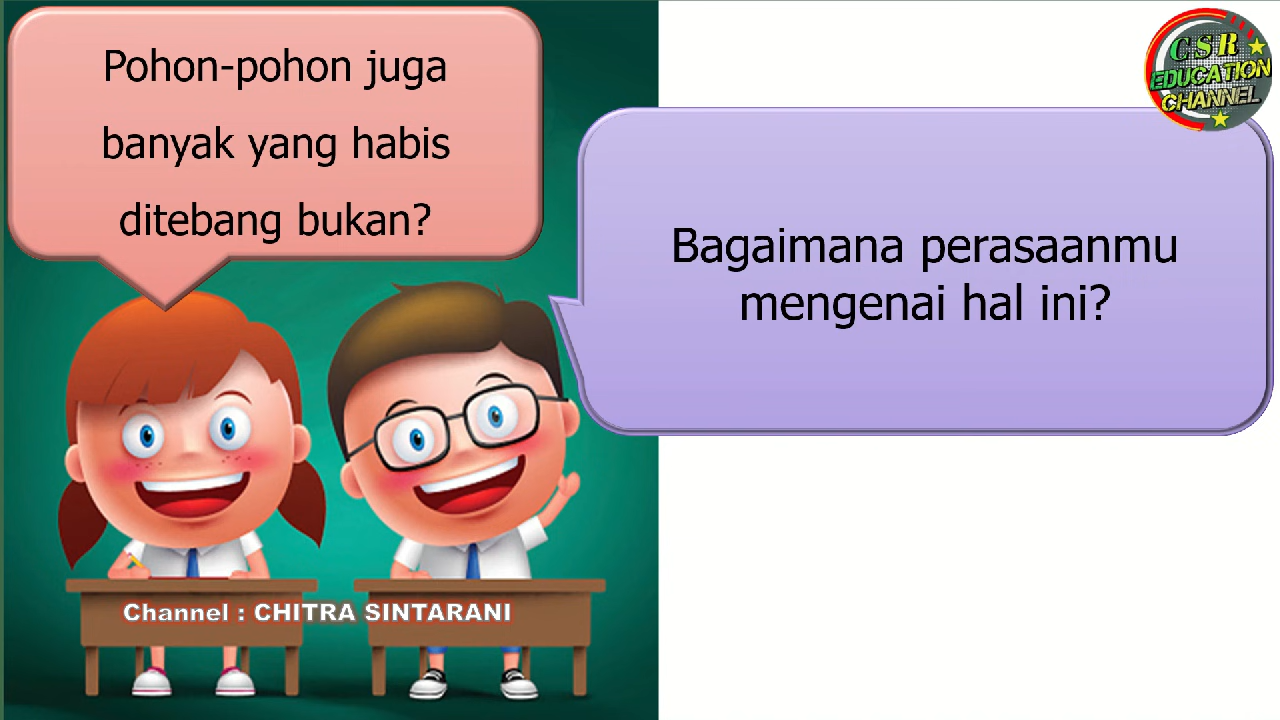 Pohon-pohon juga
banyak yang habis
ditebang bukan?
Bagaimana perasaanmu
mengenai hal ini?
CSR
EDUCATION
CHANNEL
Channel : CHITRA SINTARANI